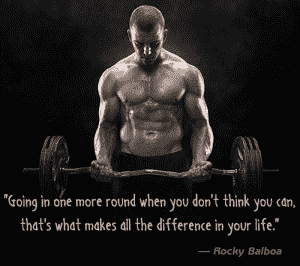 "Going in one more round when you don't think you can,
that's what makes all the difference in your life."
— Rocky Balboa